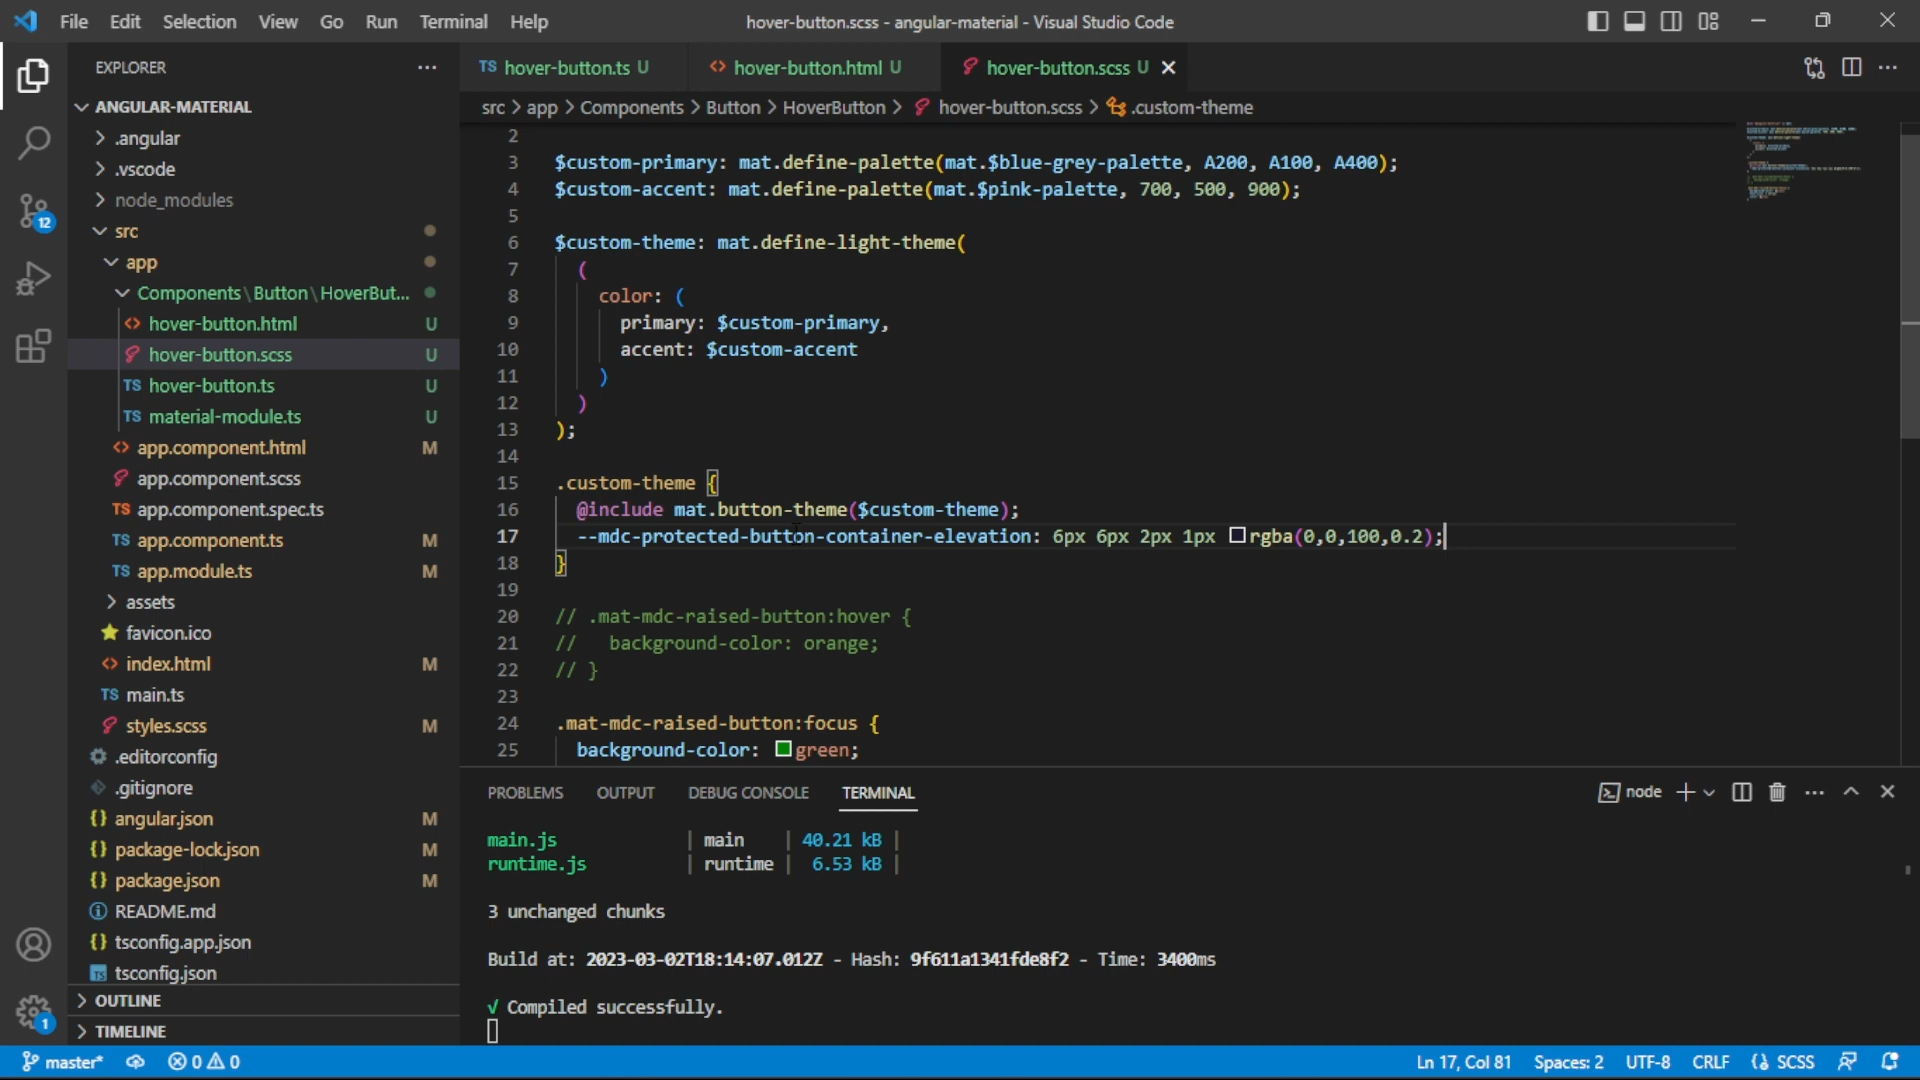 File Edit Selection View Go Run Terminal Help
hover-button.scss - angular-material - Visual Studio Code
EXPLORER
ANGULAR-MATERIAL
.angular
.vscode
node_modules
src
app
Components\Button\HoverBut...
hover-button.html U
hover-button.scss U
TS hover-button.ts U
TS material-module.ts U
app.component.html M
app.component.scss
TS app.component.spec.ts
TS app.component.ts M
TS app.module.ts M
assets
favicon.ico
index.html M
TS main.ts
styles.scss M
.editorconfig
.gitignore
{} angular.json M
{} package-lock.json M
{} package.json M
README.md
{} tsconfig.app.json
TS tsconfig.json
OUTLINE
TIMELINE
12
1
TS hover-button.ts U
<> hover-button.html U
hover-button.scss U
src > app > Components > Button > HoverButton > hover-button.scss > .custom-theme
2
3 $custom-primary: mat.define-palette(mat.$blue-grey-palette, A200, A100, A400);
4 $custom-accent: mat.define-palette(mat.$pink-palette, 700, 500, 900);
5
6 $custom-theme: mat.define-light-theme(
7 (
8 color: (
9 primary: $custom-primary,
10 accent: $custom-accent
11 )
12 )
13 );
14
15 .custom-theme {
16 @include mat.button-theme($custom-theme);
17 --mdc-protected-button-container-elevation: 6px 6px 2px 1px rgba(0,0,100,0.2);
18 }
19
20 // .mat-mdc-raised-button:hover {
21 // background-color: orange;
22 // }
23
24 .mat-mdc-raised-button:focus {
25 background-color: green;
PROBLEMS OUTPUT DEBUG CONSOLE TERMINAL
node
main.js | main | 40.21 kB |
runtime.js | runtime | 6.53 kB |
3 unchanged chunks
Build at: 2023-03-02T18:14:07.012Z - Hash: 9f611a1341fde8f2 - Time: 3400ms
√ Compiled successfully.
master* 0 0
Ln 17, Col 81 Spaces: 2 UTF-8 CRLF {} SCSS